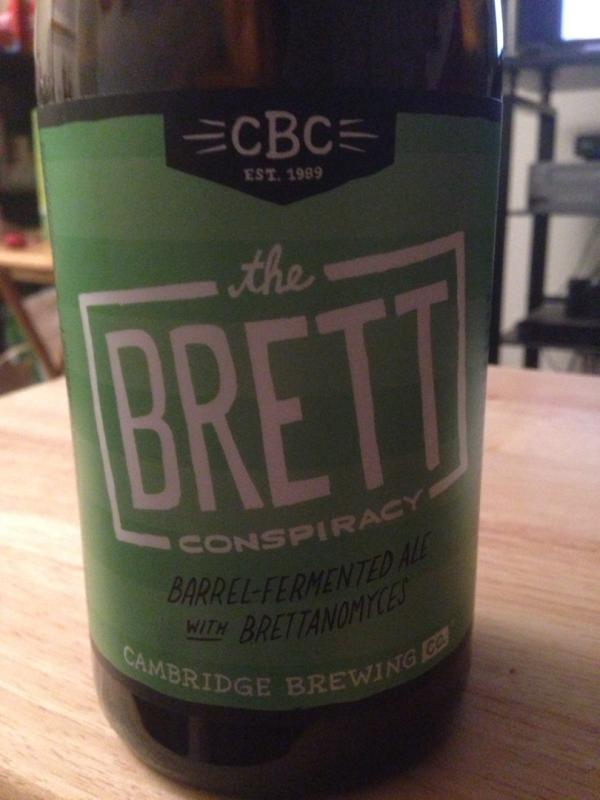 CBC
EST. 1989
the
BRETT
CONSPIRACY
BARREL-FERMENTED ALE
WITH BRETTANOMYCES
CAMBRIDGE BREWING CO.